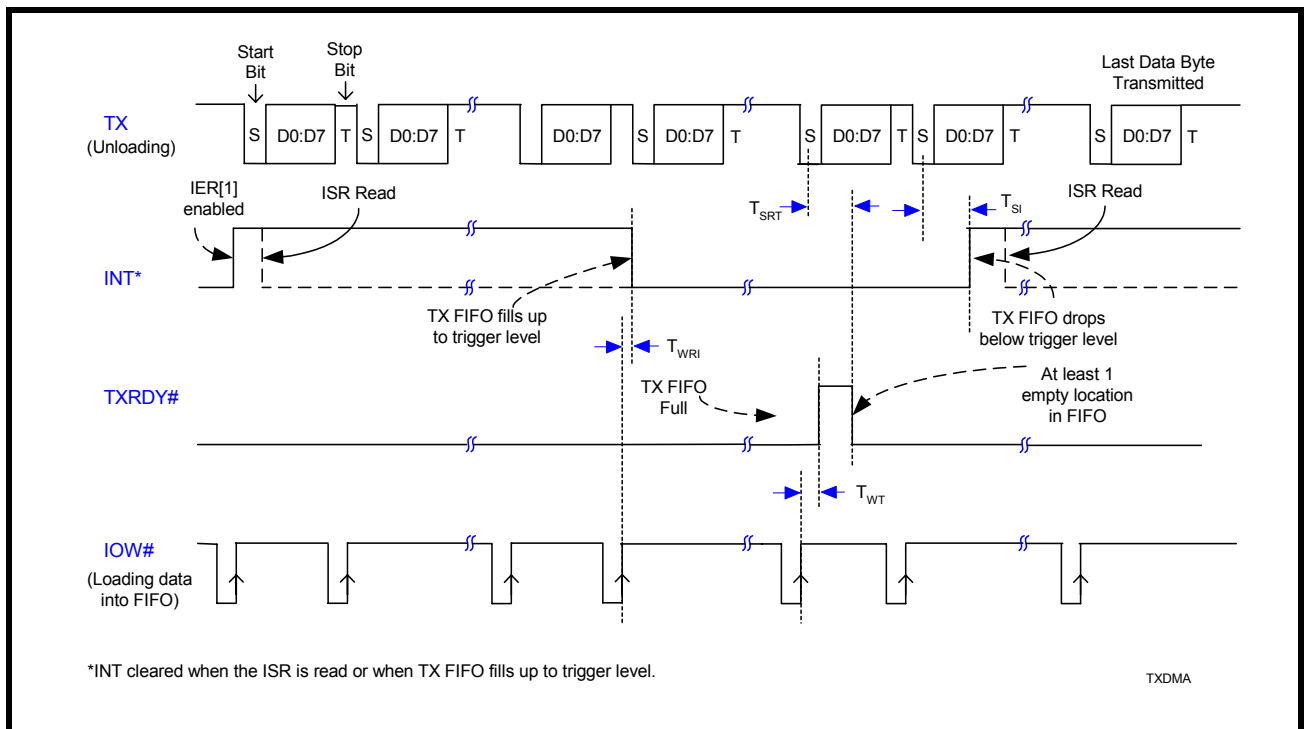 Start
Bit
Stop
Bit
Last Data Byte
Transmitted
TX
(Unloading)
S D0:D7 T S D0:D7 T D0:D7 S D0:D7 T S D0:D7 T S D0:D7 T S D0:D7 T
IER[1]
enabled
ISR Read
TSRT
TSI
ISR Read
INT*
TX FIFO fills up
to trigger level
TX FIFO drops
below trigger level
TWRI
TXRDY#
TX FIFO
Full
At least 1
empty location
in FIFO
TWT
IOW#
(Loading data
into FIFO)
*INT cleared when the ISR is read or when TX FIFO fills up to trigger level.
TXDMA